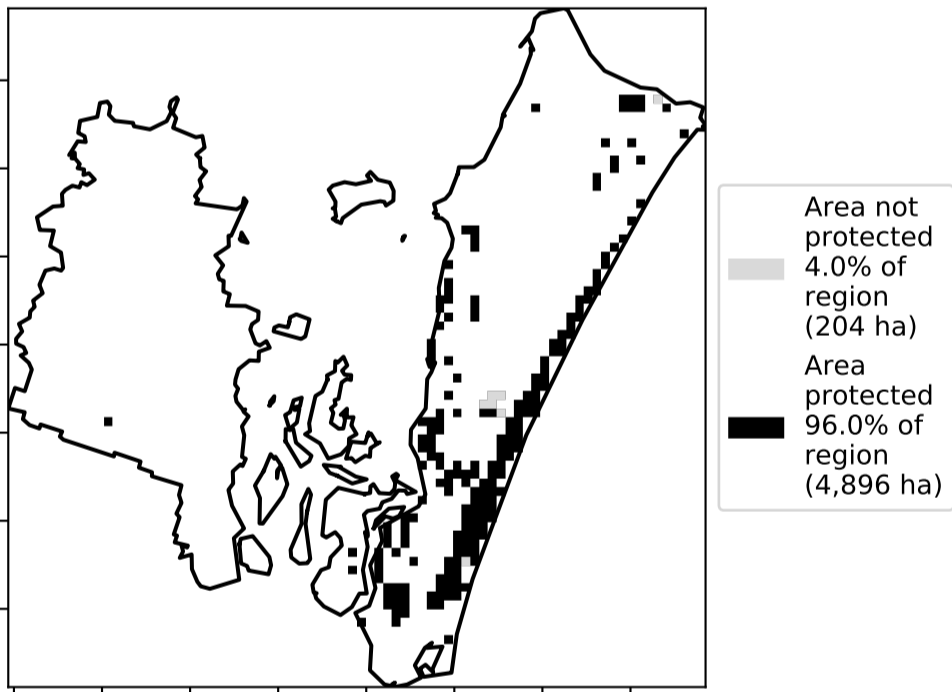 Area not
protected
4.0% of
region
(204 ha)
Area
protected
96.0% of
region
(4,896 ha)